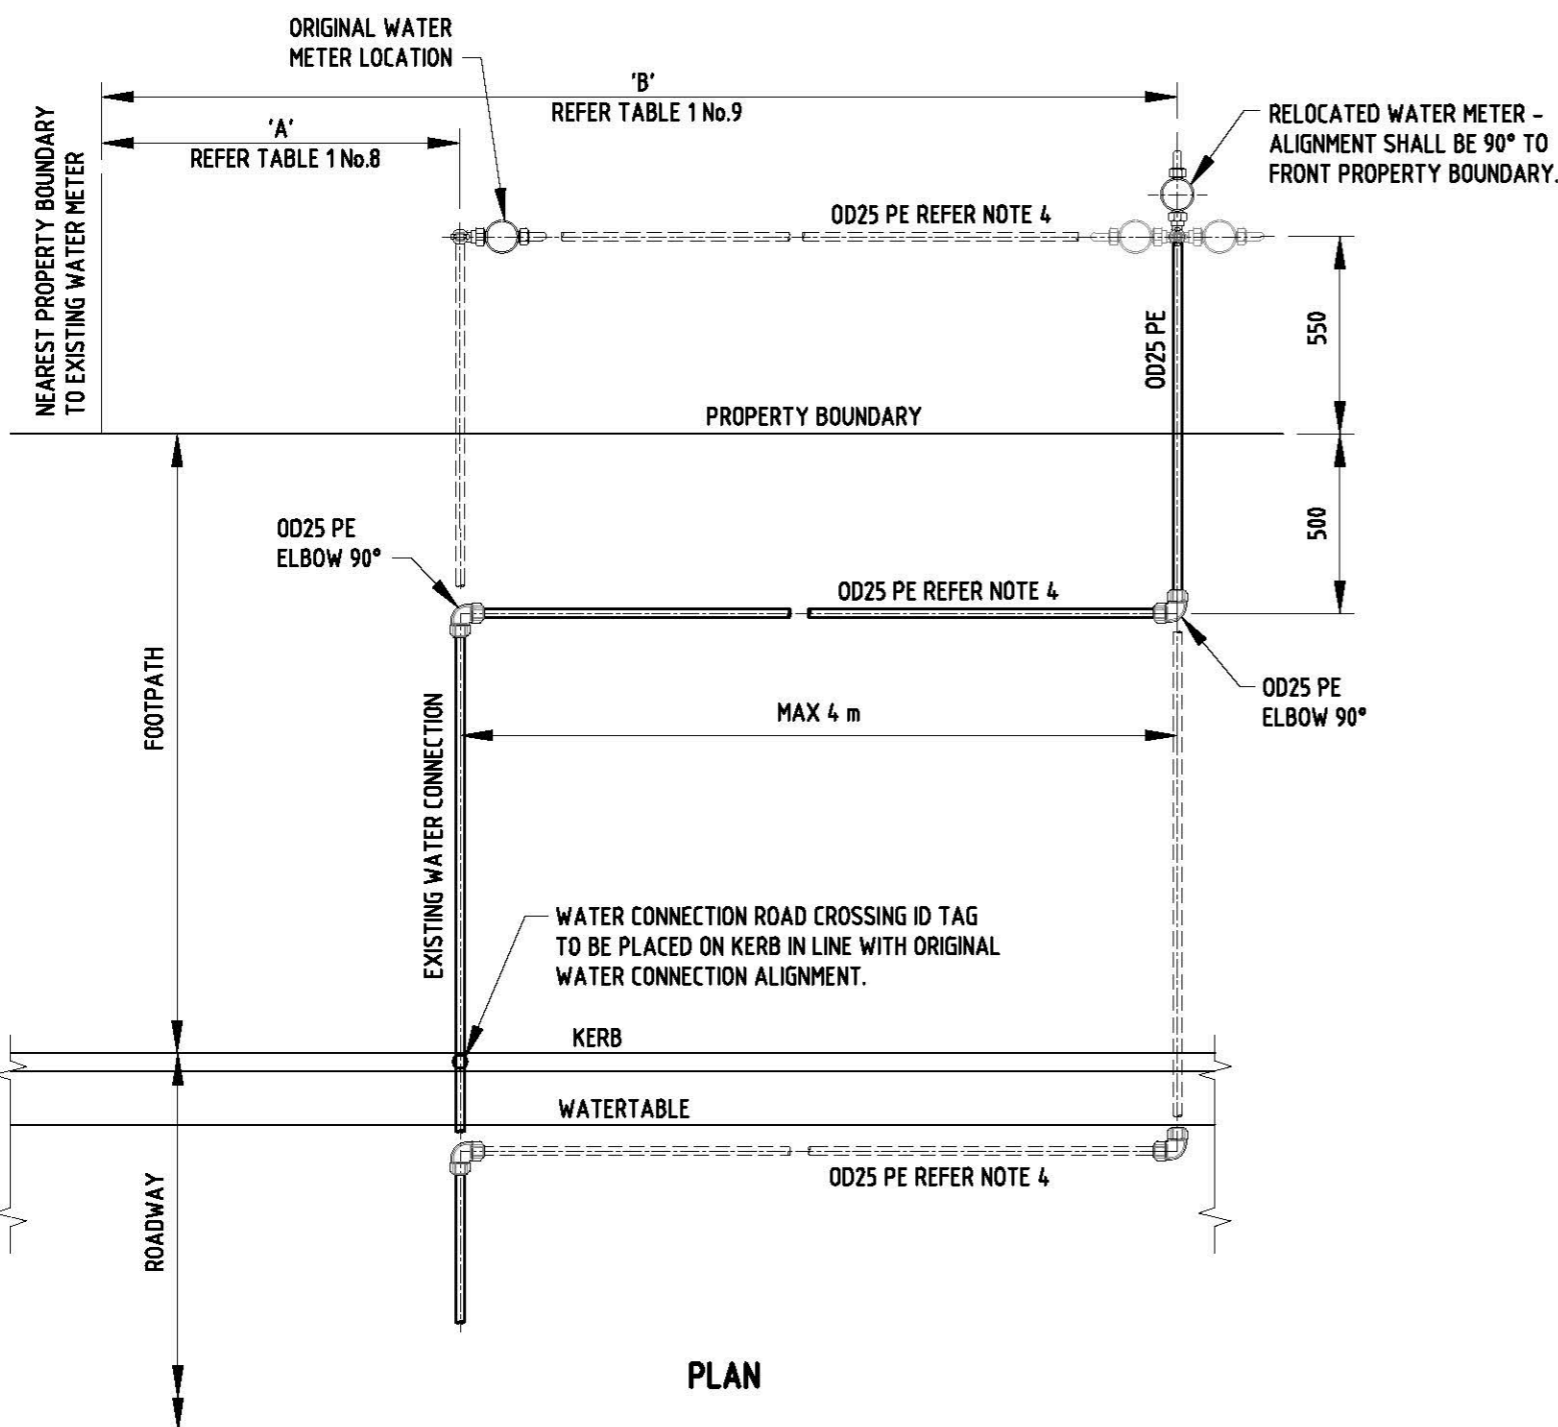 ORIGINAL WATER
METER LOCATION
'B'
REFER TABLE 1 No.9
'A'
REFER TABLE 1 No.8
NEAREST PROPERTY BOUNDARY
TO EXISTING WATER METER
RELOCATED WATER METER -
ALIGNMENT SHALL BE 90° TO
FRONT PROPERTY BOUNDARY.
OD25 PE REFER NOTE 4
OD25 PE
550
PROPERTY BOUNDARY
500
OD25 PE
ELBOW 90°
OD25 PE REFER NOTE 4
OD25 PE
ELBOW 90°
FOOTPATH
MAX 4 m
EXISTING WATER CONNECTION
WATER CONNECTION ROAD CROSSING ID TAG
TO BE PLACED ON KERB IN LINE WITH ORIGINAL
WATER CONNECTION ALIGNMENT.
KERB
WATERTABLE
OD25 PE REFER NOTE 4
ROADWAY
PLAN